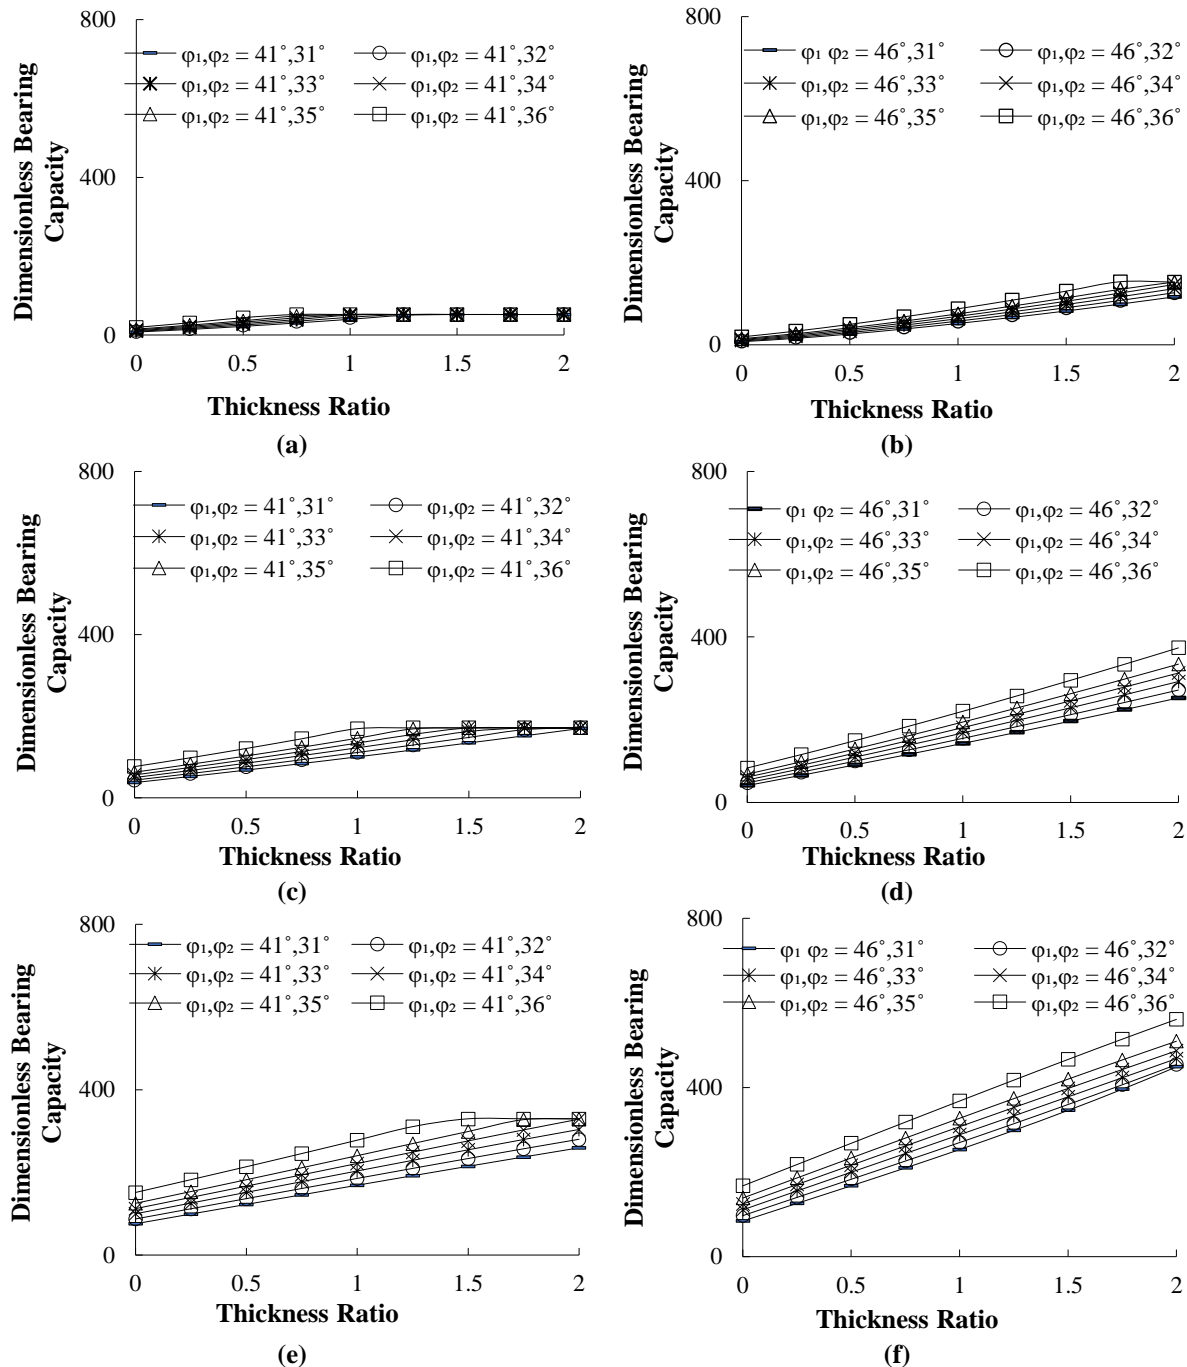 800
φ₁,φ₂ = 41˚,31˚
φ₁,φ₂ = 41˚,32˚
φ₁,φ₂ = 41˚,33˚
φ₁,φ₂ = 41˚,34˚
φ₁,φ₂ = 41˚,35˚
φ₁,φ₂ = 41˚,36˚
Dimensionless Bearing
Capacity
400
0
0 0.5 1 1.5 2
Thickness Ratio
(a)
800
φ₁ φ₂ = 46˚,31˚
φ₁,φ₂ = 46˚,32˚
φ₁,φ₂ = 46˚,33˚
φ₁,φ₂ = 46˚,34˚
φ₁,φ₂ = 46˚,35˚
φ₁,φ₂ = 46˚,36˚
Dimensionless Bearing
Capacity
400
0
0 0.5 1 1.5 2
Thickness Ratio
(b)
800
φ₁,φ₂ = 41˚,31˚
φ₁,φ₂ = 41˚,32˚
φ₁,φ₂ = 41˚,33˚
φ₁,φ₂ = 41˚,34˚
φ₁,φ₂ = 41˚,35˚
φ₁,φ₂ = 41˚,36˚
Dimensionless Bearing
Capacity
400
0
0 0.5 1 1.5 2
Thickness Ratio
(c)
800
φ₁ φ₂ = 46˚,31˚
φ₁,φ₂ = 46˚,32˚
φ₁,φ₂ = 46˚,33˚
φ₁,φ₂ = 46˚,34˚
φ₁,φ₂ = 46˚,35˚
φ₁,φ₂ = 46˚,36˚
Dimensionless Bearing
Capacity
400
0
0 0.5 1 1.5 2
Thickness Ratio
(d)
800
φ₁,φ₂ = 41˚,31˚
φ₁,φ₂ = 41˚,32˚
φ₁,φ₂ = 41˚,33˚
φ₁,φ₂ = 41˚,34˚
φ₁,φ₂ = 41˚,35˚
φ₁,φ₂ = 41˚,36˚
Dimensionless Bearing
Capacity
400
0
0 0.5 1 1.5 2
Thickness Ratio
(e)
800
φ₁ φ₂ = 46˚,31˚
φ₁,φ₂ = 46˚,32˚
φ₁,φ₂ = 46˚,33˚
φ₁,φ₂ = 46˚,34˚
φ₁,φ₂ = 46˚,35˚
φ₁,φ₂ = 46˚,36˚
Dimensionless Bearing
Capacity
400
0
0 0.5 1 1.5 2
Thickness Ratio
(f)